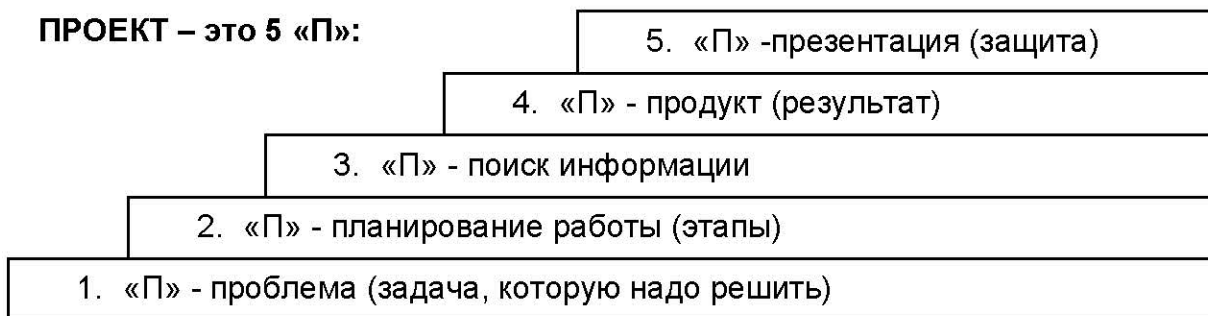 ПРОЕКТ – это 5 «П»:
5. «П» -презентация (защита)
4. «П» - продукт (результат)
3. «П» - поиск информации
2. «П» - планирование работы (этапы)
1. «П» - проблема (задача, которую надо решить)